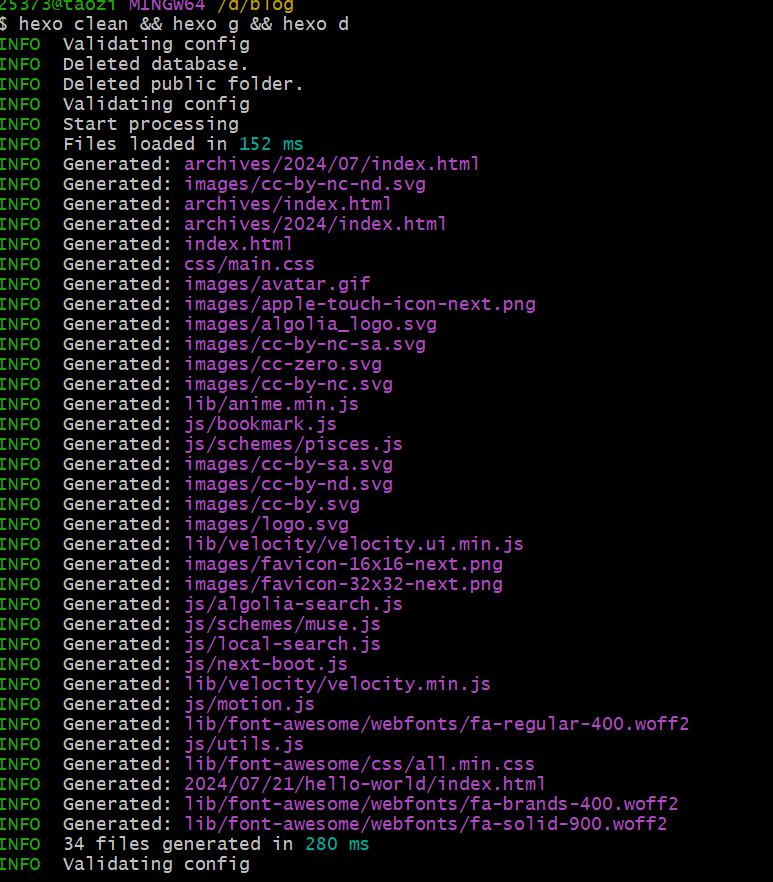 25373@taozi MINGW64 /d/blog
$ hexo clean && hexo g && hexo d
INFO  Validating config
INFO  Deleted database.
INFO  Deleted public folder.
INFO  Validating config
INFO  Start processing
INFO  Files loaded in 152 ms
INFO  Generated: archives/2024/07/index.html
INFO  Generated: images/cc-by-nc-nd.svg
INFO  Generated: archives/index.html
INFO  Generated: archives/2024/index.html
INFO  Generated: index.html
INFO  Generated: css/main.css
INFO  Generated: images/avatar.gif
INFO  Generated: images/apple-touch-icon-next.png
INFO  Generated: images/algolia_logo.svg
INFO  Generated: images/cc-by-nc-sa.svg
INFO  Generated: images/cc-zero.svg
INFO  Generated: images/cc-by-nc.svg
INFO  Generated: lib/anime.min.js
INFO  Generated: js/bookmark.js
INFO  Generated: js/schemes/pisces.js
INFO  Generated: images/cc-by-sa.svg
INFO  Generated: images/cc-by-nd.svg
INFO  Generated: images/cc-by.svg
INFO  Generated: images/logo.svg
INFO  Generated: lib/velocity/velocity.ui.min.js
INFO  Generated: images/favicon-16x16-next.png
INFO  Generated: images/favicon-32x32-next.png
INFO  Generated: js/algolia-search.js
INFO  Generated: js/schemes/muse.js
INFO  Generated: js/local-search.js
INFO  Generated: js/next-boot.js
INFO  Generated: lib/velocity/velocity.min.js
INFO  Generated: js/motion.js
INFO  Generated: lib/font-awesome/webfonts/fa-regular-400.woff2
INFO  Generated: js/utils.js
INFO  Generated: lib/font-awesome/css/all.min.css
INFO  Generated: 2024/07/21/hello-world/index.html
INFO  Generated: lib/font-awesome/webfonts/fa-brands-400.woff2
INFO  Generated: lib/font-awesome/webfonts/fa-solid-900.woff2
INFO  34 files generated in 280 ms
INFO  Validating config